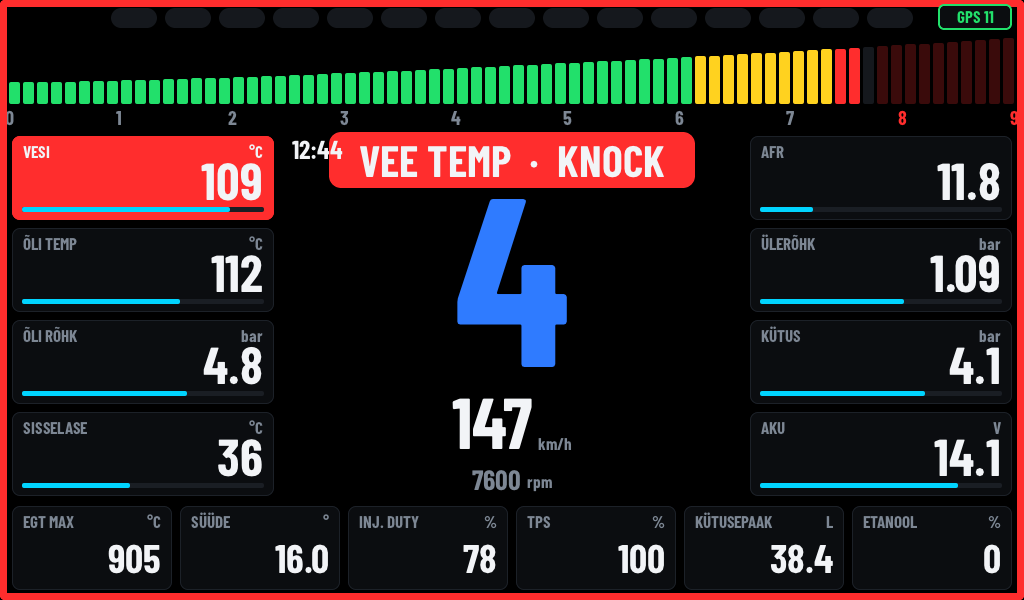 GPS 11
0 1 2 3 4 5 6 7 8 9
VESI °C
109
12:44
VEE TEMP · KNOCK
AFR
11.8
ÕLI TEMP °C
112
4
ÜLERÕHK bar
1.09
ÕLI RÕHK bar
4.8
KÜTUS bar
4.1
147 km/h
SISSELASE °C
36
7600 rpm
AKU V
14.1
EGT MAX °C
905
SÜÜDE °
16.0
INJ. DUTY %
78
TPS %
100
KÜTUSEPAAK L
38.4
ETANOOL %
0